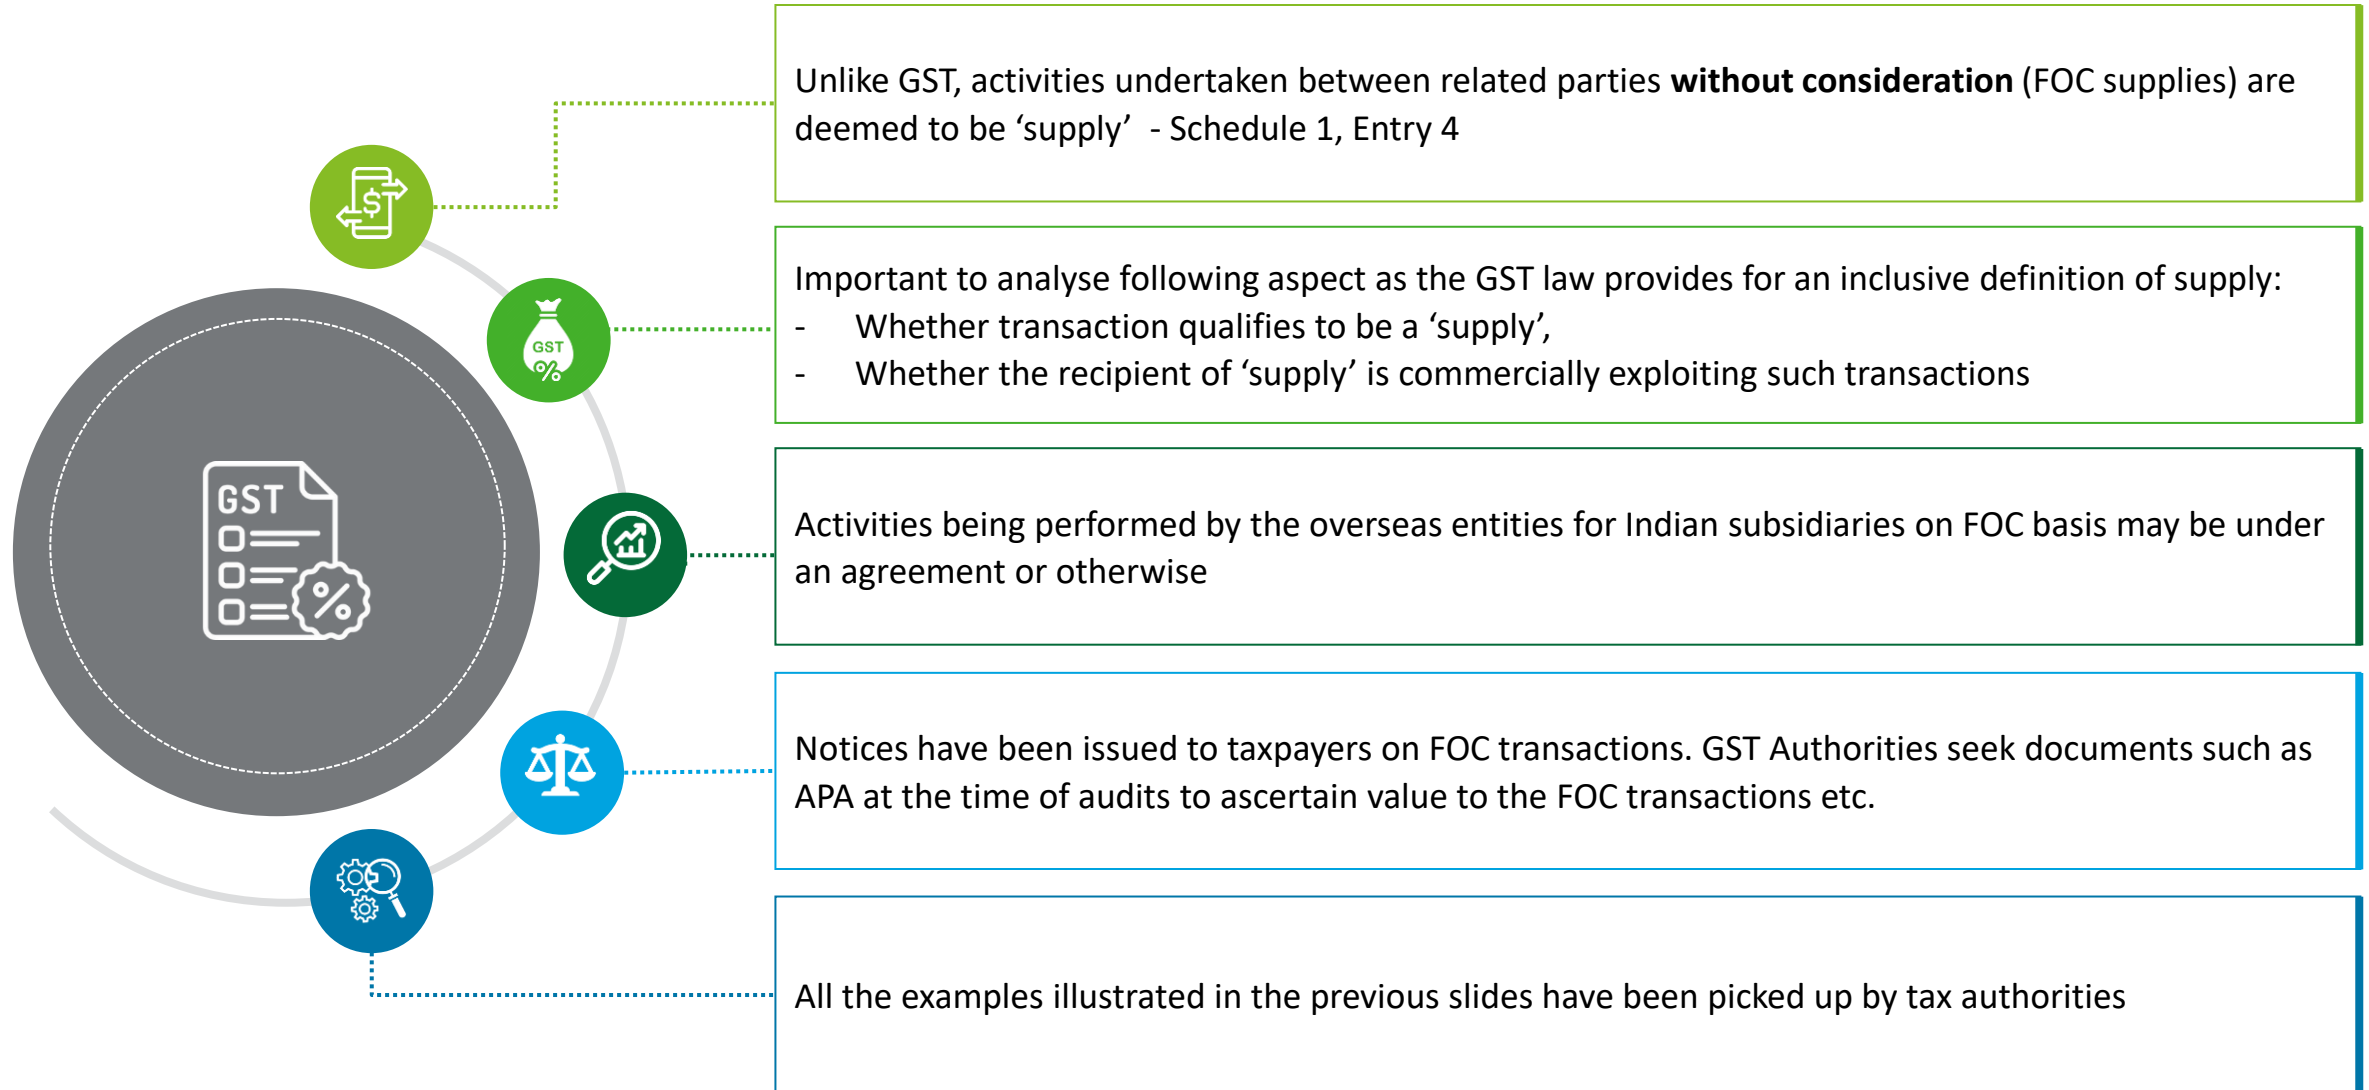 Unlike GST, activities undertaken between related parties without consideration (FOC supplies) are
deemed to be ‘supply’  - Schedule 1, Entry 4
$
Important to analyse following aspect as the GST law provides for an inclusive definition of supply:
- Whether transaction qualifies to be a ‘supply’,
- Whether the recipient of ‘supply’ is commercially exploiting such transactions
GST
%
GST
%
Activities being performed by the overseas entities for Indian subsidiaries on FOC basis may be under
an agreement or otherwise
Notices have been issued to taxpayers on FOC transactions. GST Authorities seek documents such as
APA at the time of audits to ascertain value to the FOC transactions etc.
All the examples illustrated in the previous slides have been picked up by tax authorities